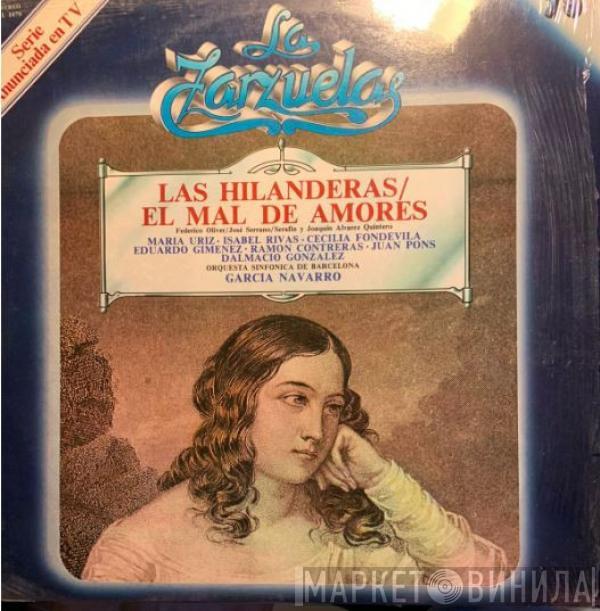 Serie
Anunciada en TV
La
Zarzuela
LAS HILANDERAS/
EL MAL DE AMORES
Federico Oliver/José Serrano/Serafín y Joaquín Alvarez Quintero
MARIA URIZ · ISABEL RIVAS · CECILIA FONDEVILA
EDUARDO GIMENEZ · RAMON CONTRERAS · JUAN PONS
DALMACIO GONZALEZ
ORQUESTA SINFONICA DE BARCELONA
GARCIA NAVARRO
МАРКЕТ ВИНИЛА